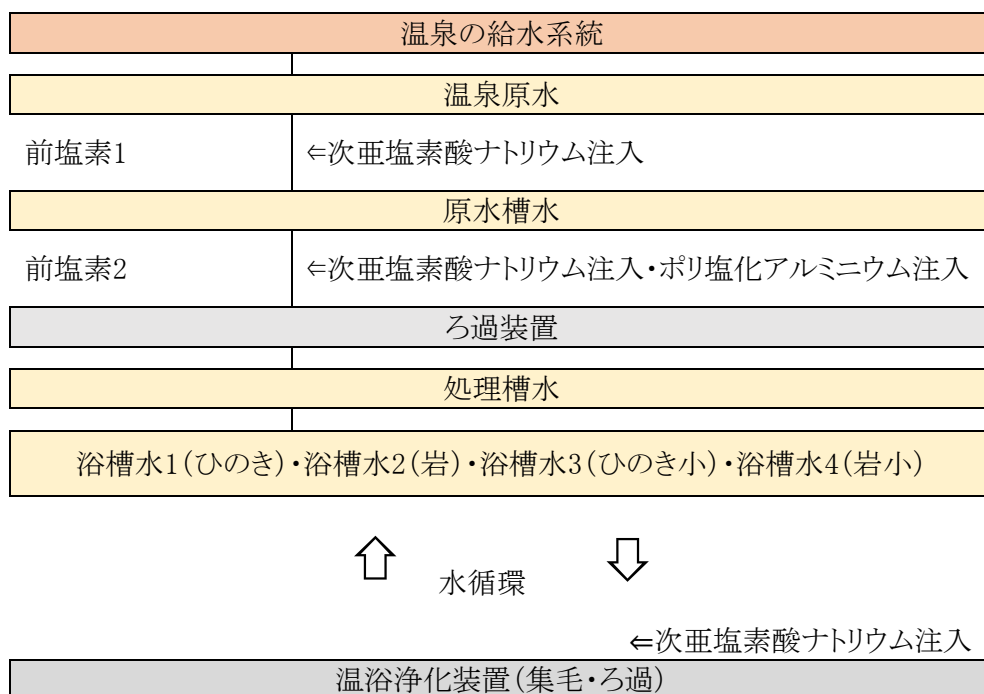 温泉の給水系統
温泉原水
前塩素1 ⇐次亜塩素酸ナトリウム注入
原水槽水
前塩素2 ⇐次亜塩素酸ナトリウム注入・ポリ塩化アルミニウム注入
ろ過装置
処理槽水
浴槽水1(ひのき)・浴槽水2(岩)・浴槽水3(ひのき小)・浴槽水4(岩小)
水循環
⇐次亜塩素酸ナトリウム注入
温浴浄化装置(集毛・ろ過)